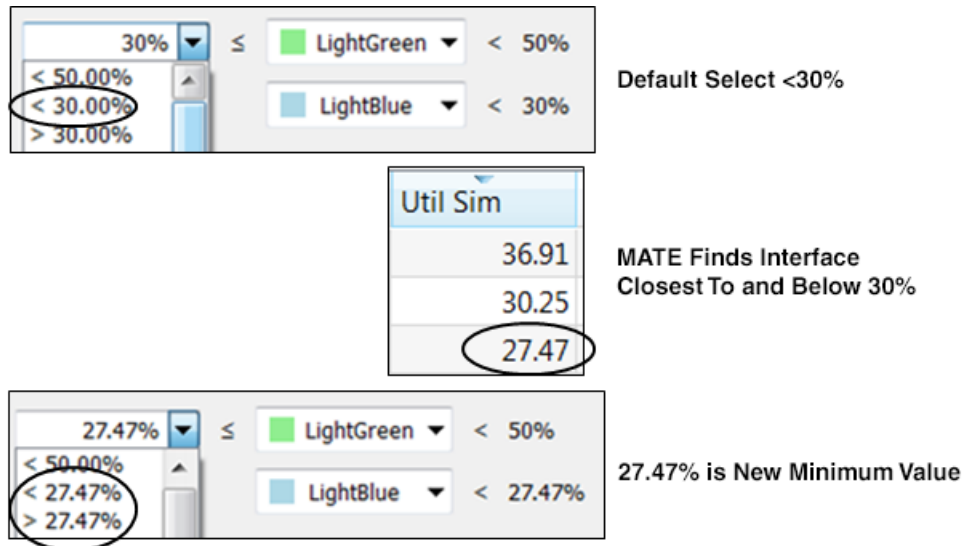 30% ≤ LightGreen < 50%
< 50.00%
< 30.00%
> 30.00%
LightBlue < 30%
Default Select <30%
Util Sim
36.91
30.25
27.47
MATE Finds Interface
Closest To and Below 30%
27.47% ≤ LightGreen < 50%
< 50.00%
< 27.47%
> 27.47%
LightBlue < 27.47%
27.47% is New Minimum Value